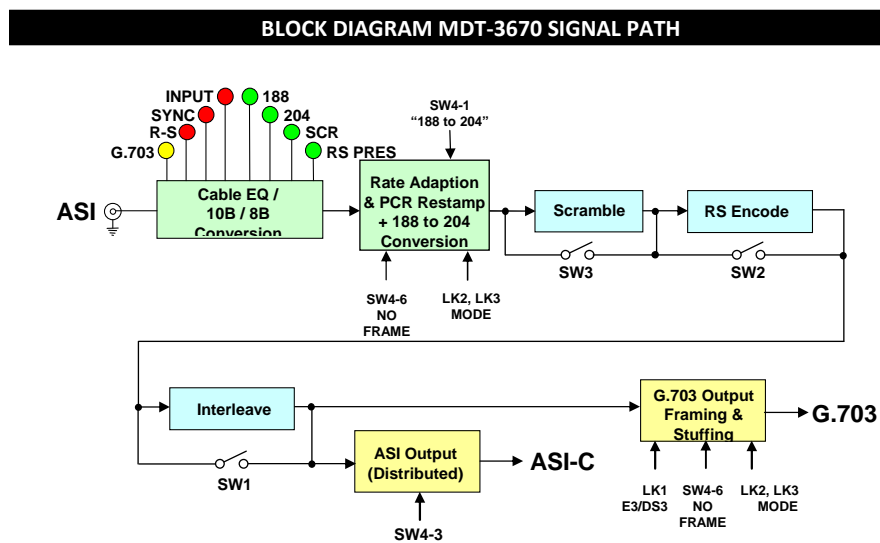 BLOCK DIAGRAM MDT-3670 SIGNAL PATH
INPUT
188
SYNC
204
R-S
SCR
G.703
RS PRES
SW4-1
“188 to 204”
ASI
Cable EQ /
10B / 8B
Conversion
Rate Adaption
& PCR Restamp
+ 188 to 204
Conversion
Scramble
RS Encode
SW3
SW2
SW4-6
NO
FRAME
LK2, LK3
MODE
Interleave
SW1
ASI Output
(Distributed)
ASI-C
SW4-3
G.703 Output
Framing &
Stuffing
G.703
LK1
E3/DS3
SW4-6
NO
FRAME
LK2, LK3
MODE